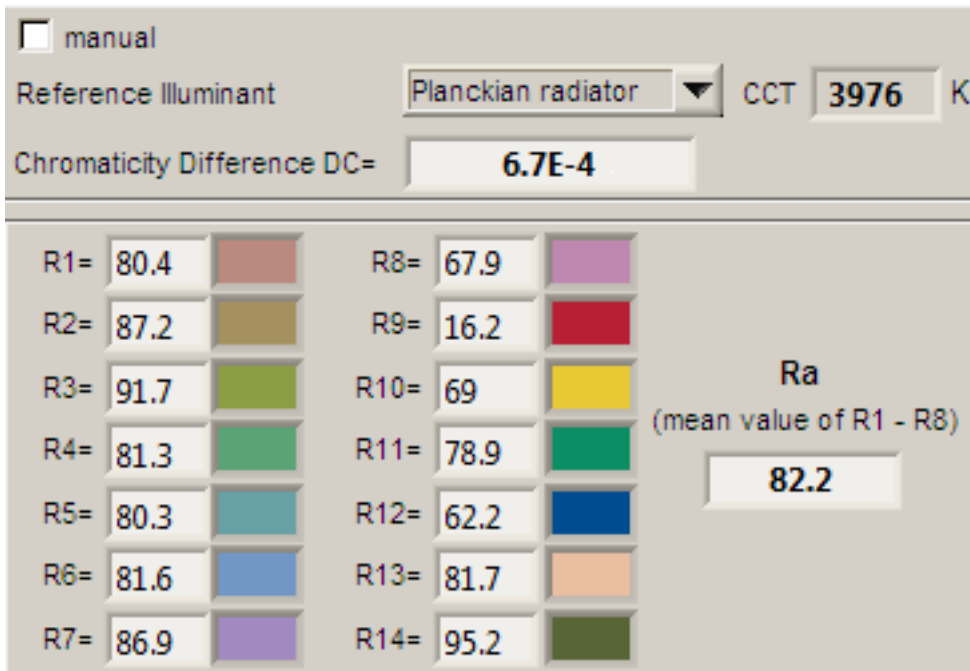 manual
Reference Illuminant Planckian radiator CCT 3976 K
Chromaticity Difference DC= 6.7E-4
R1= 80.4 R8= 67.9
R2= 87.2 R9= 16.2
R3= 91.7 R10= 69
R4= 81.3 R11= 78.9
R5= 80.3 R12= 62.2
R6= 81.6 R13= 81.7
R7= 86.9 R14= 95.2
Ra
(mean value of R1 - R8)
82.2